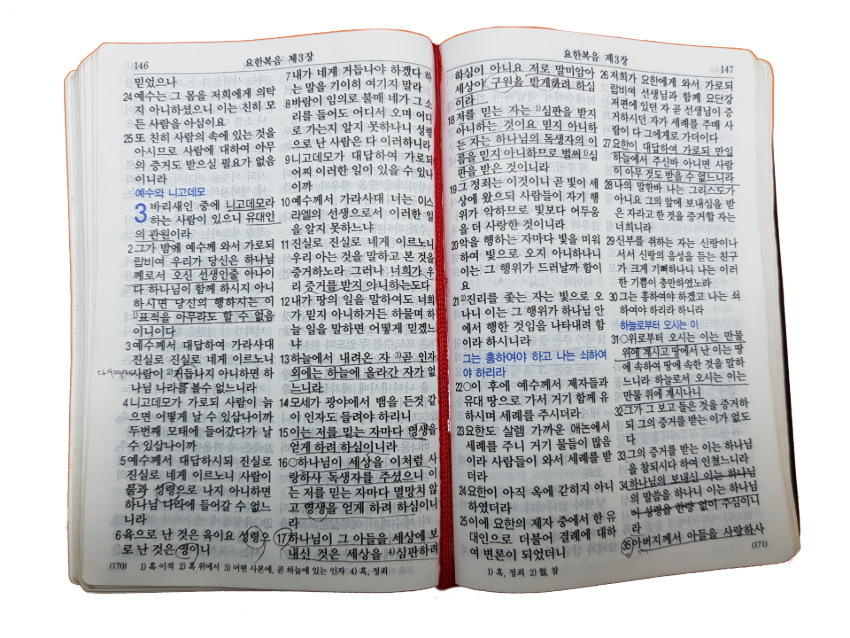 146
요한복음 제3장
믿었으나
24 예수는 그 몸을 저희에게 의탁
지 아니하셨으니 이는 친히 모
든 사람을 아심이요
25 또 친히 사람의 속에 있는 것을
아시므로 사람에 대하여 아무
의 증거도 받으실 필요가 없음
이니라
예수와 니고데모
3 바리새인 중에 니고데모라
하는 사람이 있으니 유대인
의 관원이라
2 그가 밤에 예수께 와서 가로되
랍비여 우리가 당신은 하나님
께로서 오신 선생인줄 아나이
다 하나님이 함께 하시지 아니
하시면 당신의 행하시는 이
1)표적을 아무라도 할 수 없음
이니이다
3 예수께서 대답하여 가라사대
진실로 진실로 네게 이르노니
사람이 2)거듭나지 아니하면 하
나님 나라를 볼수 없느니라
4 니고데모가 가로되 사람이 늙
으면 어떻게 날 수 있삽나이까
두번째 모태에 들어갔다가 날
수 있삽나이까
5 예수께서 대답하시되 진실로
진실로 네게 이르노니 사람이
물과 성령으로 나지 아니하면
하나님 나라에 들어갈 수 없느
니라
6 육으로 난 것은 육이요 성령으
로 난 것은 영이니
7 내가 네게 거듭나야 하겠다 하
는 말을 기이히 여기지 말라
8 바람이 임의로 불매 네가 그 소
리를 들어도 어디서 오며 어디
로 가는지 알지 못하나니 성령
으로 난 사람은 다 이러하니라
9 니고데모가 대답하여 가로되
어찌 이러한 일이 있을 수 있나
이까
10 예수께서 가라사대 너는 이스
라엘의 선생으로서 이러한 일
을 알지 못하느냐
11 진실로 진실로 네게 이르노니
우리 아는 것을 말하고 본 것을
증거하노라 그러나 너희가 우
리 증거를 받지 아니하는도다
12 내가 땅의 일을 말하여도 너희
가 믿지 아니하거든 하물며 하
늘 일을 말하면 어떻게 믿겠느
냐
13 하늘에서 내려온 자 3)곧 인자
외에는 하늘에 올라간 자가 없
느니라
14 모세가 광야에서 뱀을 든것 같
이 인자도 들려야 하리니
15 이는 저를 믿는 자마다 영생을
얻게 하려 하심이니라
16 ○하나님이 세상을 이처럼 사
랑하사 독생자를 주셨으니 이
는 저를 믿는 자마다 멸망치 않
고 영생을 얻게 하려 하심이니
라
17 하나님이 그 아들을 세상에 보
내신 것은 세상을 4)심판하려
(170) 1) 혹 이적 2) 혹 위에서 3) 어떤 사본에, 곧 하늘에 있는 인자 4) 혹, 정죄
요한복음 제3장
147
하심이 아니요 저로 말미암아
세상이 구원을 받게하려 하심
이라
18 저를 믿는 자는 1)심판을 받지
아니하는 것이요 믿지 아니하
는 자는 하나님의 독생자의 이
름을 믿지 아니하므로 벌써 1)심
판을 받은 것이니라
19 그 정죄는 이것이니 곧 빛이 세
상에 왔으되 사람들이 자기 행
위가 악하므로 빛보다 어두움
을 더 사랑한 것이니라
20 악을 행하는 자마다 빛을 미워
하여 빛으로 오지 아니하나니
이는 그 행위가 드러날까 함이
요
21 2)진리를 좇는 자는 빛으로 오
나니 이는 그 행위가 하나님 안
에서 행한 것임을 나타내려 함
이라 하시니라
그는 흥하여야 하고 나는 쇠하여
야 하리라
22 ○이 후에 예수께서 제자들과
유대 땅으로 가서 거기 함께 유
하시며 세례를 주시더라
23 요한도 살렘 가까운 애논에서
세례를 주니 거기 물들이 많음
이라 사람들이 와서 세례를 받
더라
24 요한이 아직 옥에 갇히지 아니
하였더라
25 이에 요한의 제자 중에서 한 유
대인으로 더불어 결례에 대하
여 변론이 되었더니
26 저희가 요한에게 와서 가로되
랍비여 선생님과 함께 요단강
저편에 있던 자 곧 선생님이 증
거하시던 자가 세례를 주매 사
람이 다 그에게로 가더이다
27 요한이 대답하여 가로되 만일
하늘에서 주신바 아니면 사람
이 아무 것도 받을 수 없느니라
28 나의 말한바 나는 그리스도가
아니요 그의 앞에 보내심을 받
은 자라고 한 것을 증거할 자는
너희니라
29 신부를 취하는 자는 신랑이나
서서 신랑의 음성을 듣는 친구
가 크게 기뻐하나니 나는 이러
한 기쁨이 충만하였노라
30 그는 흥하여야 하겠고 나는 쇠
하여야 하리라 하니라
하늘로부터 오시는 이
31 ○위로부터 오시는 이는 만물
위에 계시고 땅에서 난 이는 땅
에 속하여 땅에 속한 것을 말하
느니라 하늘로서 오시는 이는
만물 위에 계시나니
32 그가 그 보고 들은 것을 증거하
되 그의 증거를 받는 이가 없도
다
33 그의 증거를 받는 이는 하나님
을 참되시다 하여 인쳤느니라
34 하나님의 보내신 이는 하나님
의 말씀을 하나니 이는 하나님
이 성령을 한량 없이 주심이니
라
35 아버지께서 아들을 사랑하사
1) 혹, 정죄 2) 헬, 참
(171)